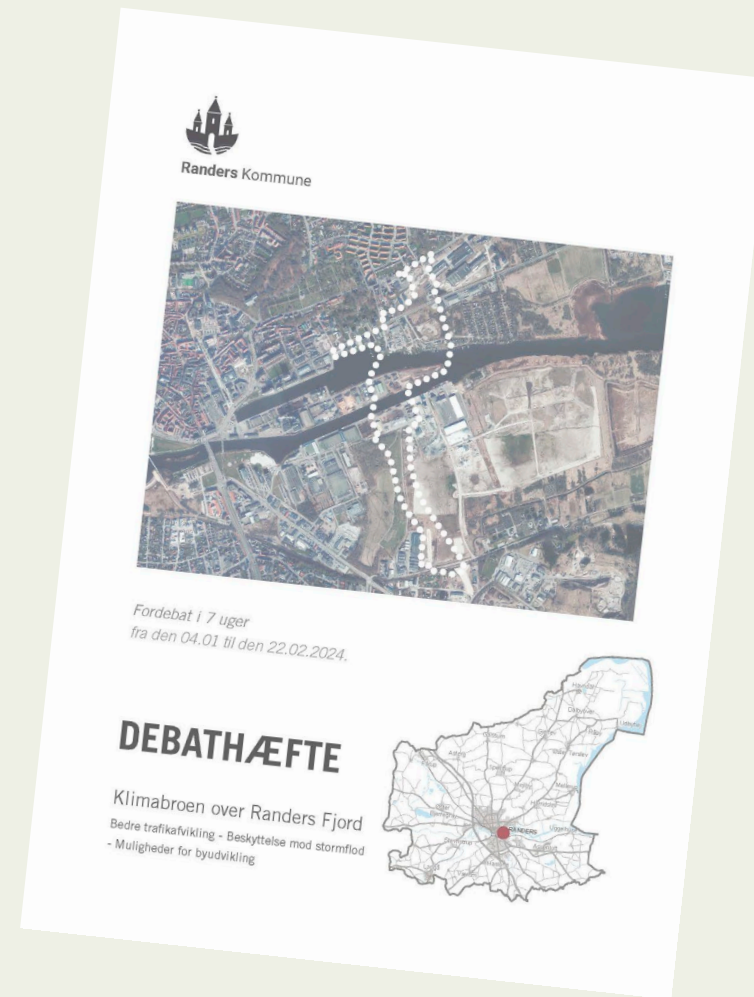 Randers Kommune
Fordebat i 7 uger
fra den 04.01 til den 22.02.2024.
DEBATHÆFTE
Klimabroen over Randers Fjord
Bedre trafikafvikling - Beskyttelse mod stormflod
- Muligheder for byudvikling
RANDERS